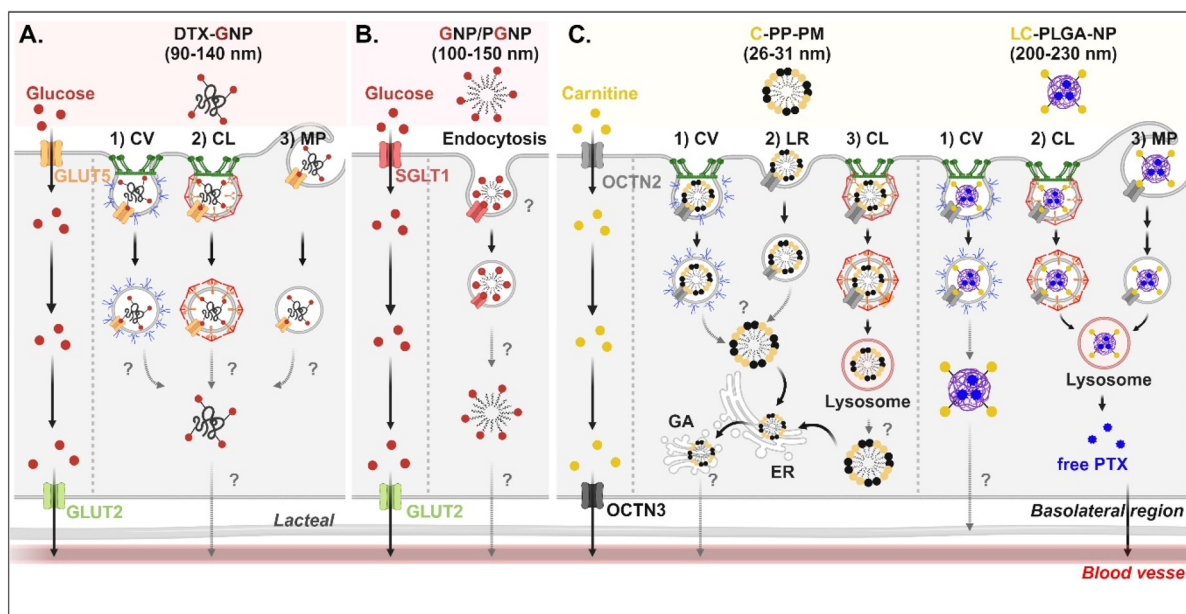 A.
DTX-GNP
(90-140 nm)
Glucose
1) CV
2) CL
3) MP
GLUT5
?
?
?
?
GLUT2
Lacteal
B.
GNP/PGNP
(100-150 nm)
Glucose
Endocytosis
SGLT1
?
?
?
GLUT2
C.
C-PP-PM
(26-31 nm)
Carnitine
1) CV
2) LR
3) CL
OCTN2
?
Lysosome
?
GA
ER
?
OCTN3
LC-PLGA-NP
(200-230 nm)
1) CV
2) CL
3) MP
Lysosome
free PTX
?
Basolateral region
Blood vessel